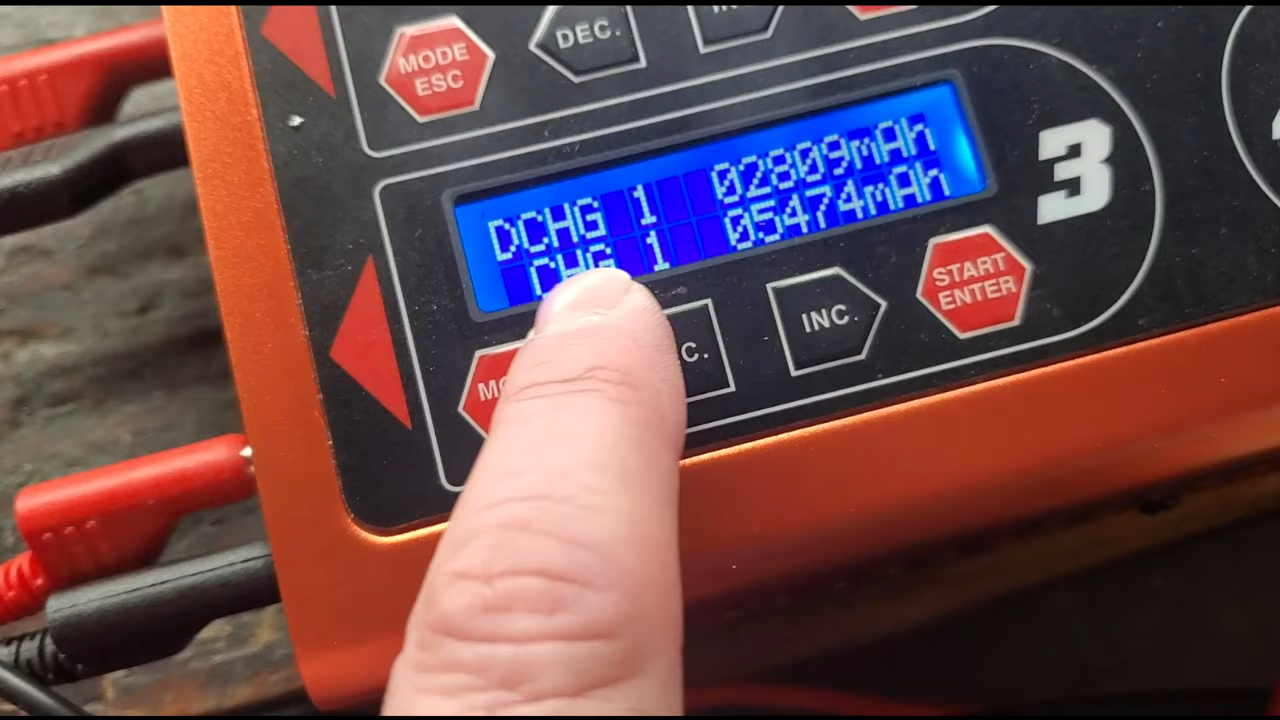 MODE
ESC
DEC.
DCHG 1 02809mAh
CHG 1 05474mAh
3
INC.
START
ENTER